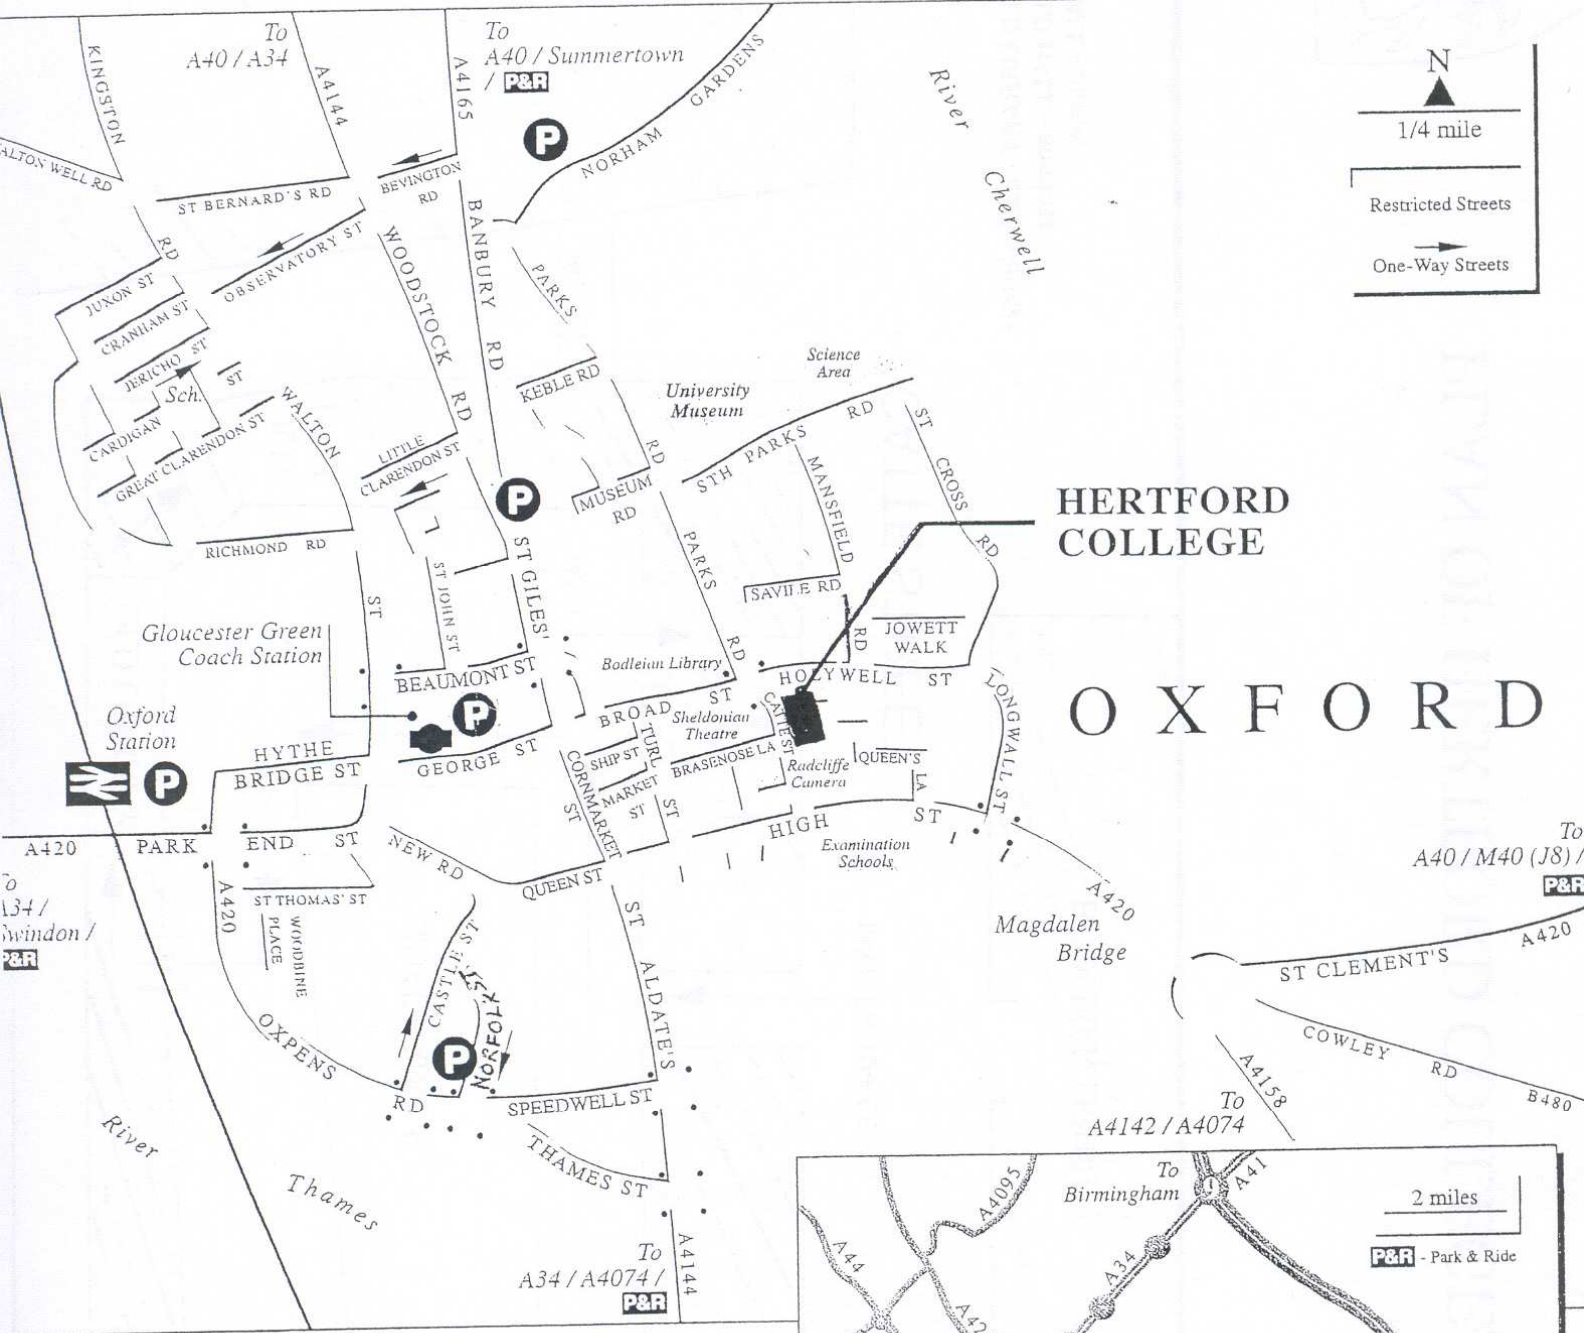 To
A40 / A34
To
A40 / Summertown
/ P&R
KINGSTON
RD
A4144
A4165
P
NORHAM GARDENS
River
Cherwell
N
1/4 mile
Restricted Streets
One-Way Streets
ALTON WELL RD
ST BERNARD'S RD
BEVINGTON
RD
OBSERVATORY ST
WOODSTOCK RD
BANBURY RD
PARKS
RD
JUXON ST
CRANHAM ST
JERICHO ST
Sch.
ST
CARDIGAN
GREAT CLARENDON ST
WALTON
ST
LITTLE
CLARENDON ST
KEBLE RD
University
Museum
Science
Area
STH PARKS RD
ST CROSS RD
MANSFIELD
RD
P
MUSEUM
RD
PARKS
RD
HERTFORD
COLLEGE
RICHMOND RD
ST JOHN ST
ST GILES'
SAVILE RD
JOWETT
WALK
Gloucester Green
Coach Station
BEAUMONT ST
Bodleian Library
HOLYWELL ST
LONGWALL ST
OXFORD
Oxford
Station
P
P
BROAD ST
Sheldonian
Theatre
CATTE ST
HYTHE
BRIDGE ST
GEORGE ST
CORNMARKET
ST
SHIP ST
TURL
ST
MARKET
ST
BRASENOSE LA
Radcliffe
Camera
QUEEN'S
LA
HIGH ST
Examination
Schools
A420
PARK END ST
NEW RD
QUEEN ST
To
A40 / M40 (J8) /
P&R
To
A34 /
Swindon /
P&R
A420
ST THOMAS' ST
WOODBINE
PLACE
CASTLE ST
NORFOLK ST
ST ALDATE'S
A420
Magdalen
Bridge
ST CLEMENT'S
A420
COWLEY RD
B480
A4158
To
A4142 / A4074
OXPENS
RD
P
SPEEDWELL ST
THAMES ST
River
Thames
To
A34 / A4074 /
P&R
A4144
A44
A4095
To
Birmingham
A41
A34
2 miles
P&R - Park & Ride